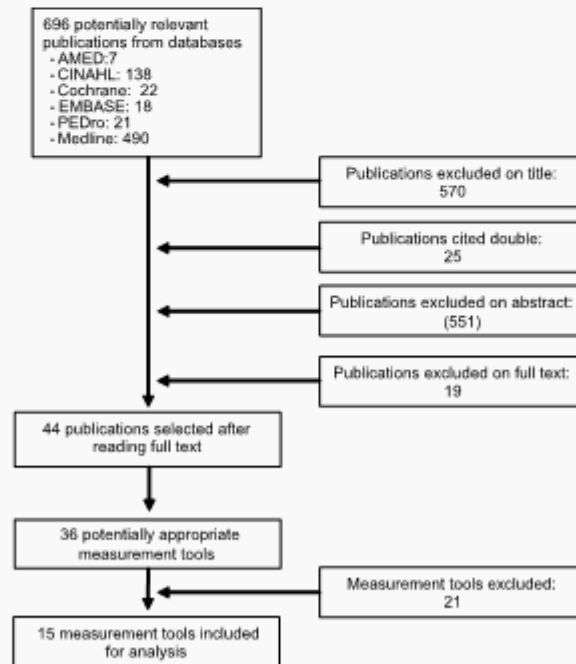 696 potentially relevant
publications from databases
- AMED:7
- CINAHL: 138
Cochrane: 22
- EMBASE: 18
- PEDro: 21
- Medline: 490
Publications excluded on title:
570
Publications cited double:
25
Publications excluded on abstract:
(551)
Publications excluded on full text:
19
44 publications selected after
reading full text
36 potentially appropriate
measurement tools
Measurement tools excluded:
21
15 measurement tools included
for analysis